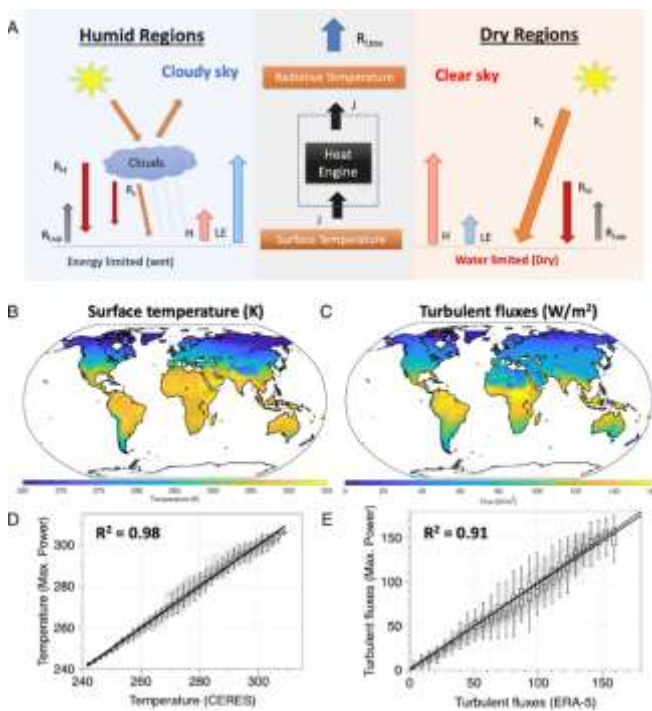 A
Humid Regions
Cloudy sky
Clouds
Rs
H
LE
Energy limited (wet)
Radiative Temperature
J
Heat
Engine
J
Surface Temperature
Dry Regions
Clear sky
Rs
H
LE
Water limited (Dry)
B
Surface temperature (K)
Temperature (K)
C
Turbulent fluxes (W/m²)
D
R² = 0.98
Temperature (Max. Power)
300
280
260
240
240
260
280
300
Temperature (CERES)
E
R² = 0.91
Turbulent fluxes (Max. Power)
150
100
50
0
0
50
100
150
Turbulent fluxes (ERA-5)